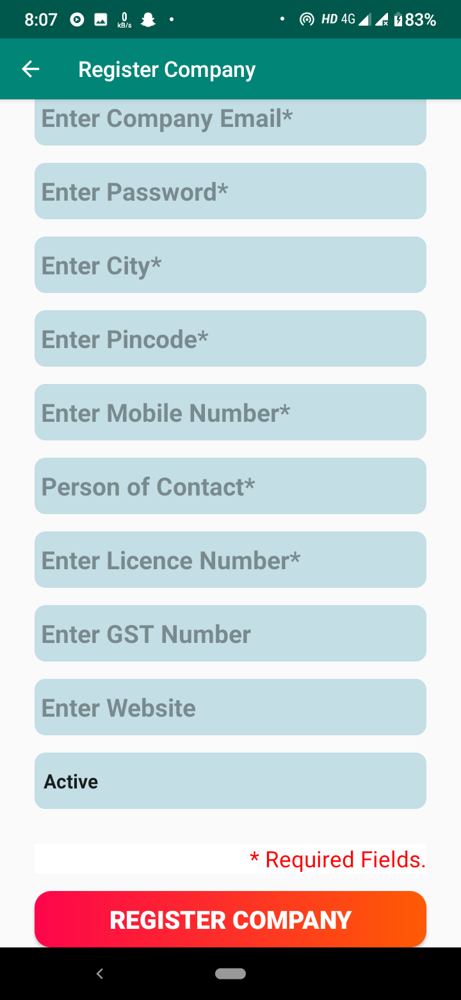 8:07 0 kB/s HD 4G 83%
Register Company
Enter Company Email*
Enter Password*
Enter City*
Enter Pincode*
Enter Mobile Number*
Person of Contact*
Enter Licence Number*
Enter GST Number
Enter Website
Active
* Required Fields.
REGISTER COMPANY